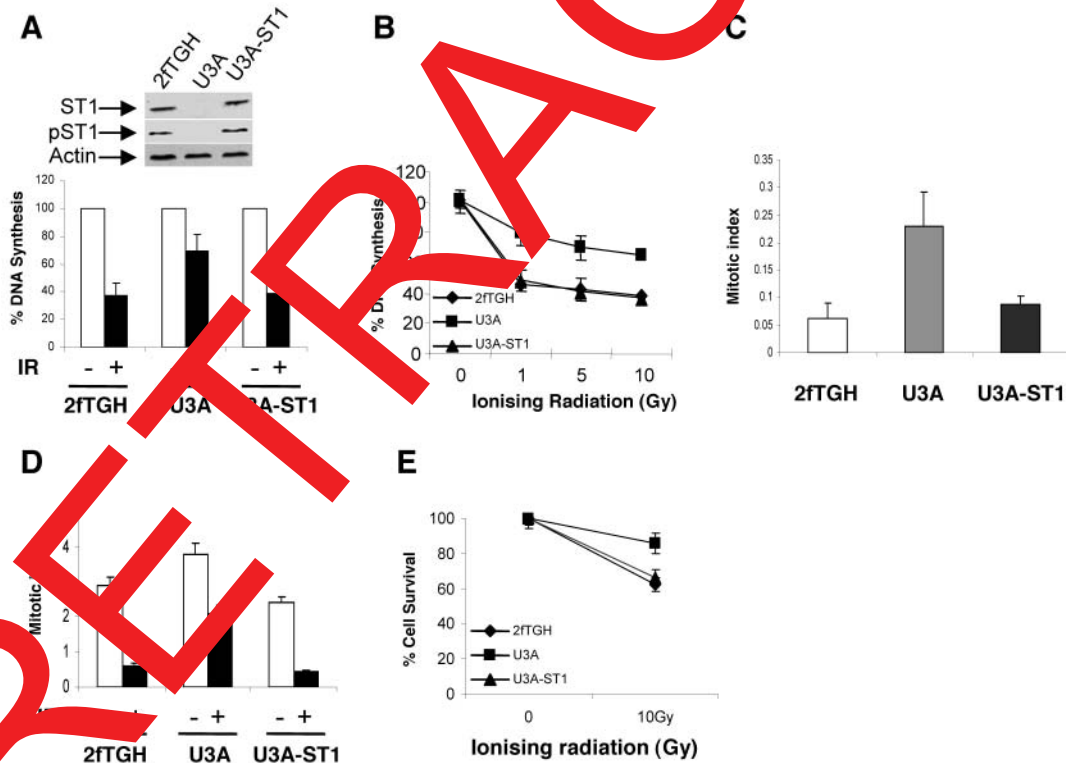 A
2fTGH U3A U3A-ST1
ST1
pST1
Actin
% DNA Synthesis
120
100
80
60
40
20
0
IR - + - + - +
2fTGH U3A U3A-ST1
B
120
40
20
0
2fTGH
U3A
U3A-ST1
0 1 5 10
Ionising Radiation (Gy)
C
Mitotic index
0.35
0.3
0.25
0.2
0.15
0.1
0.05
0
2fTGH U3A U3A-ST1
D
Mitotic
4
2
1
0
- + - +
2fTGH U3A U3A-ST1
E
% Cell Survival
100
80
60
40
20
0
2fTGH
U3A
U3A-ST1
0 10Gy
Ionising radiation (Gy)
RETRAC